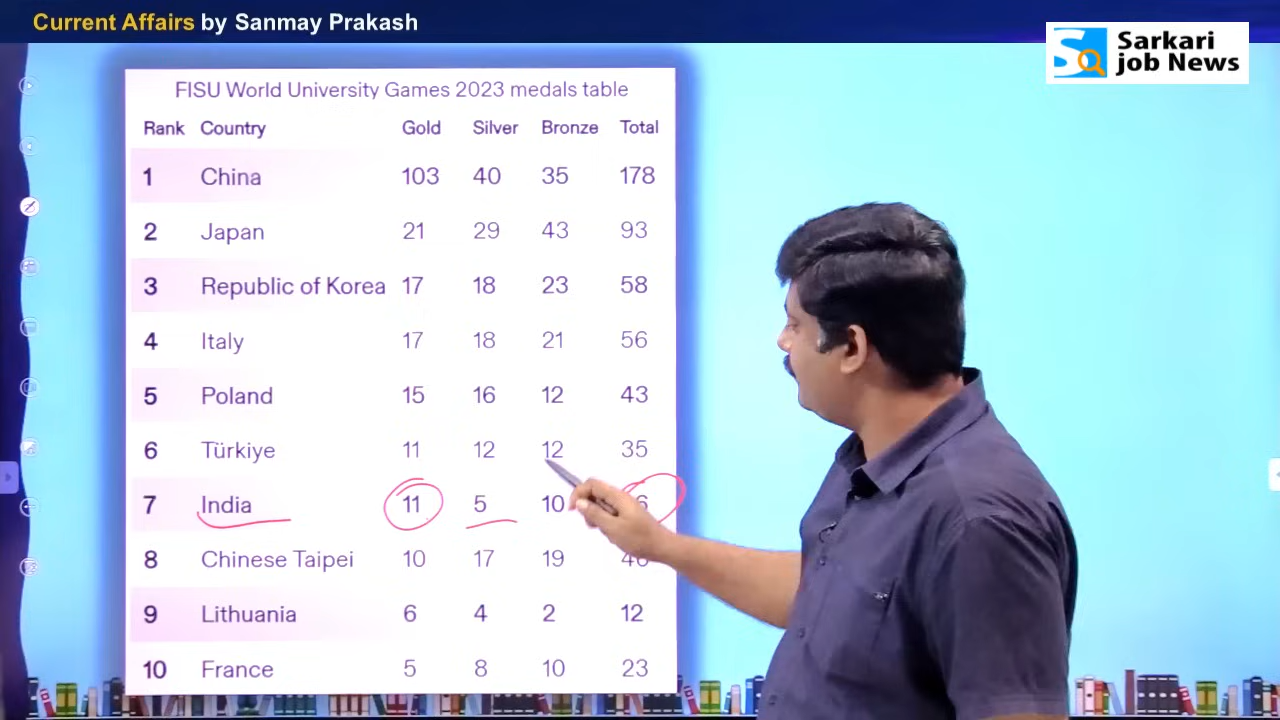 Current Affairs by Sanmay Prakash
Sarkari
job News
FISU World University Games 2023 medals table
Rank Country Gold Silver Bronze Total
1 China 103 40 35 178
2 Japan 21 29 43 93
3 Republic of Korea 17 18 23 58
4 Italy 17 18 21 56
5 Poland 15 16 12 43
6 Türkiye 11 12 12 35
7 India 11 5 10
8 Chinese Taipei 10 17 19
9 Lithuania 6 4 2 12
10 France 5 8 10 23